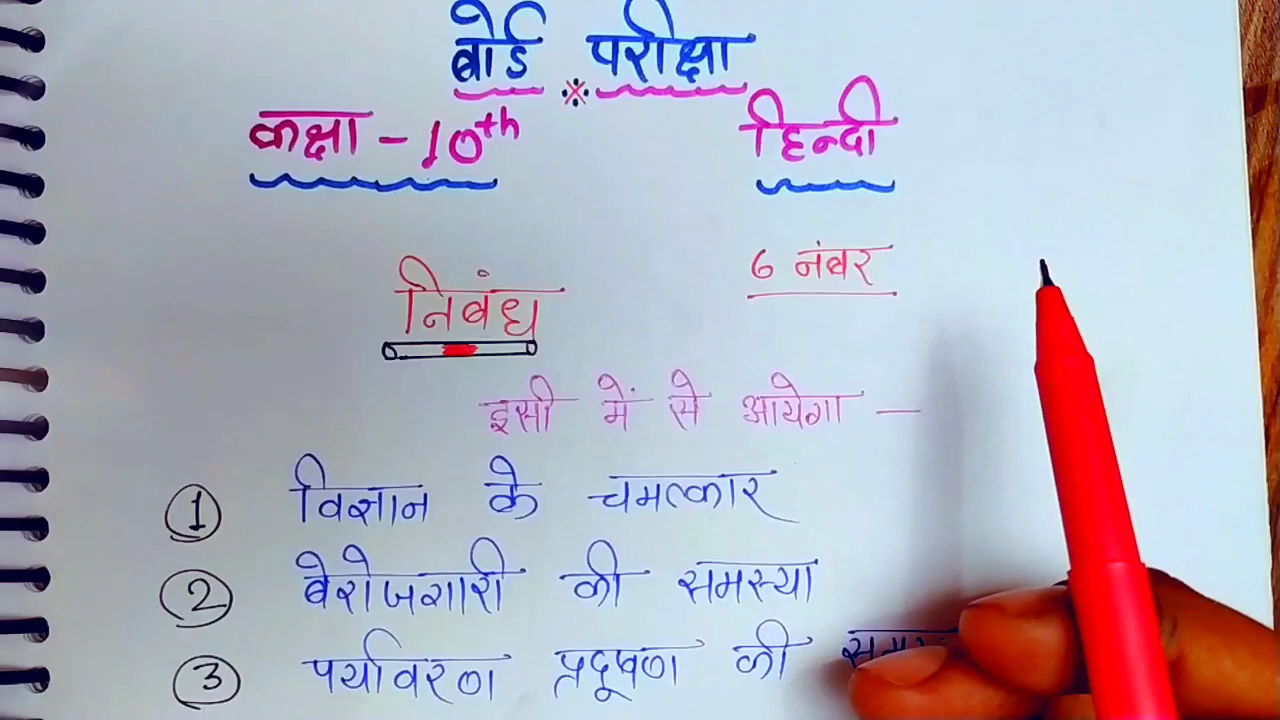 बोर्ड परीक्षा
कक्षा - 10th हिन्दी
6 नंबर
निबंध
इसी में से आयेगा -
1 विज्ञान के चमत्कार
2 बेरोजगारी की समस्या
3 पर्यावरण प्रदूषण की